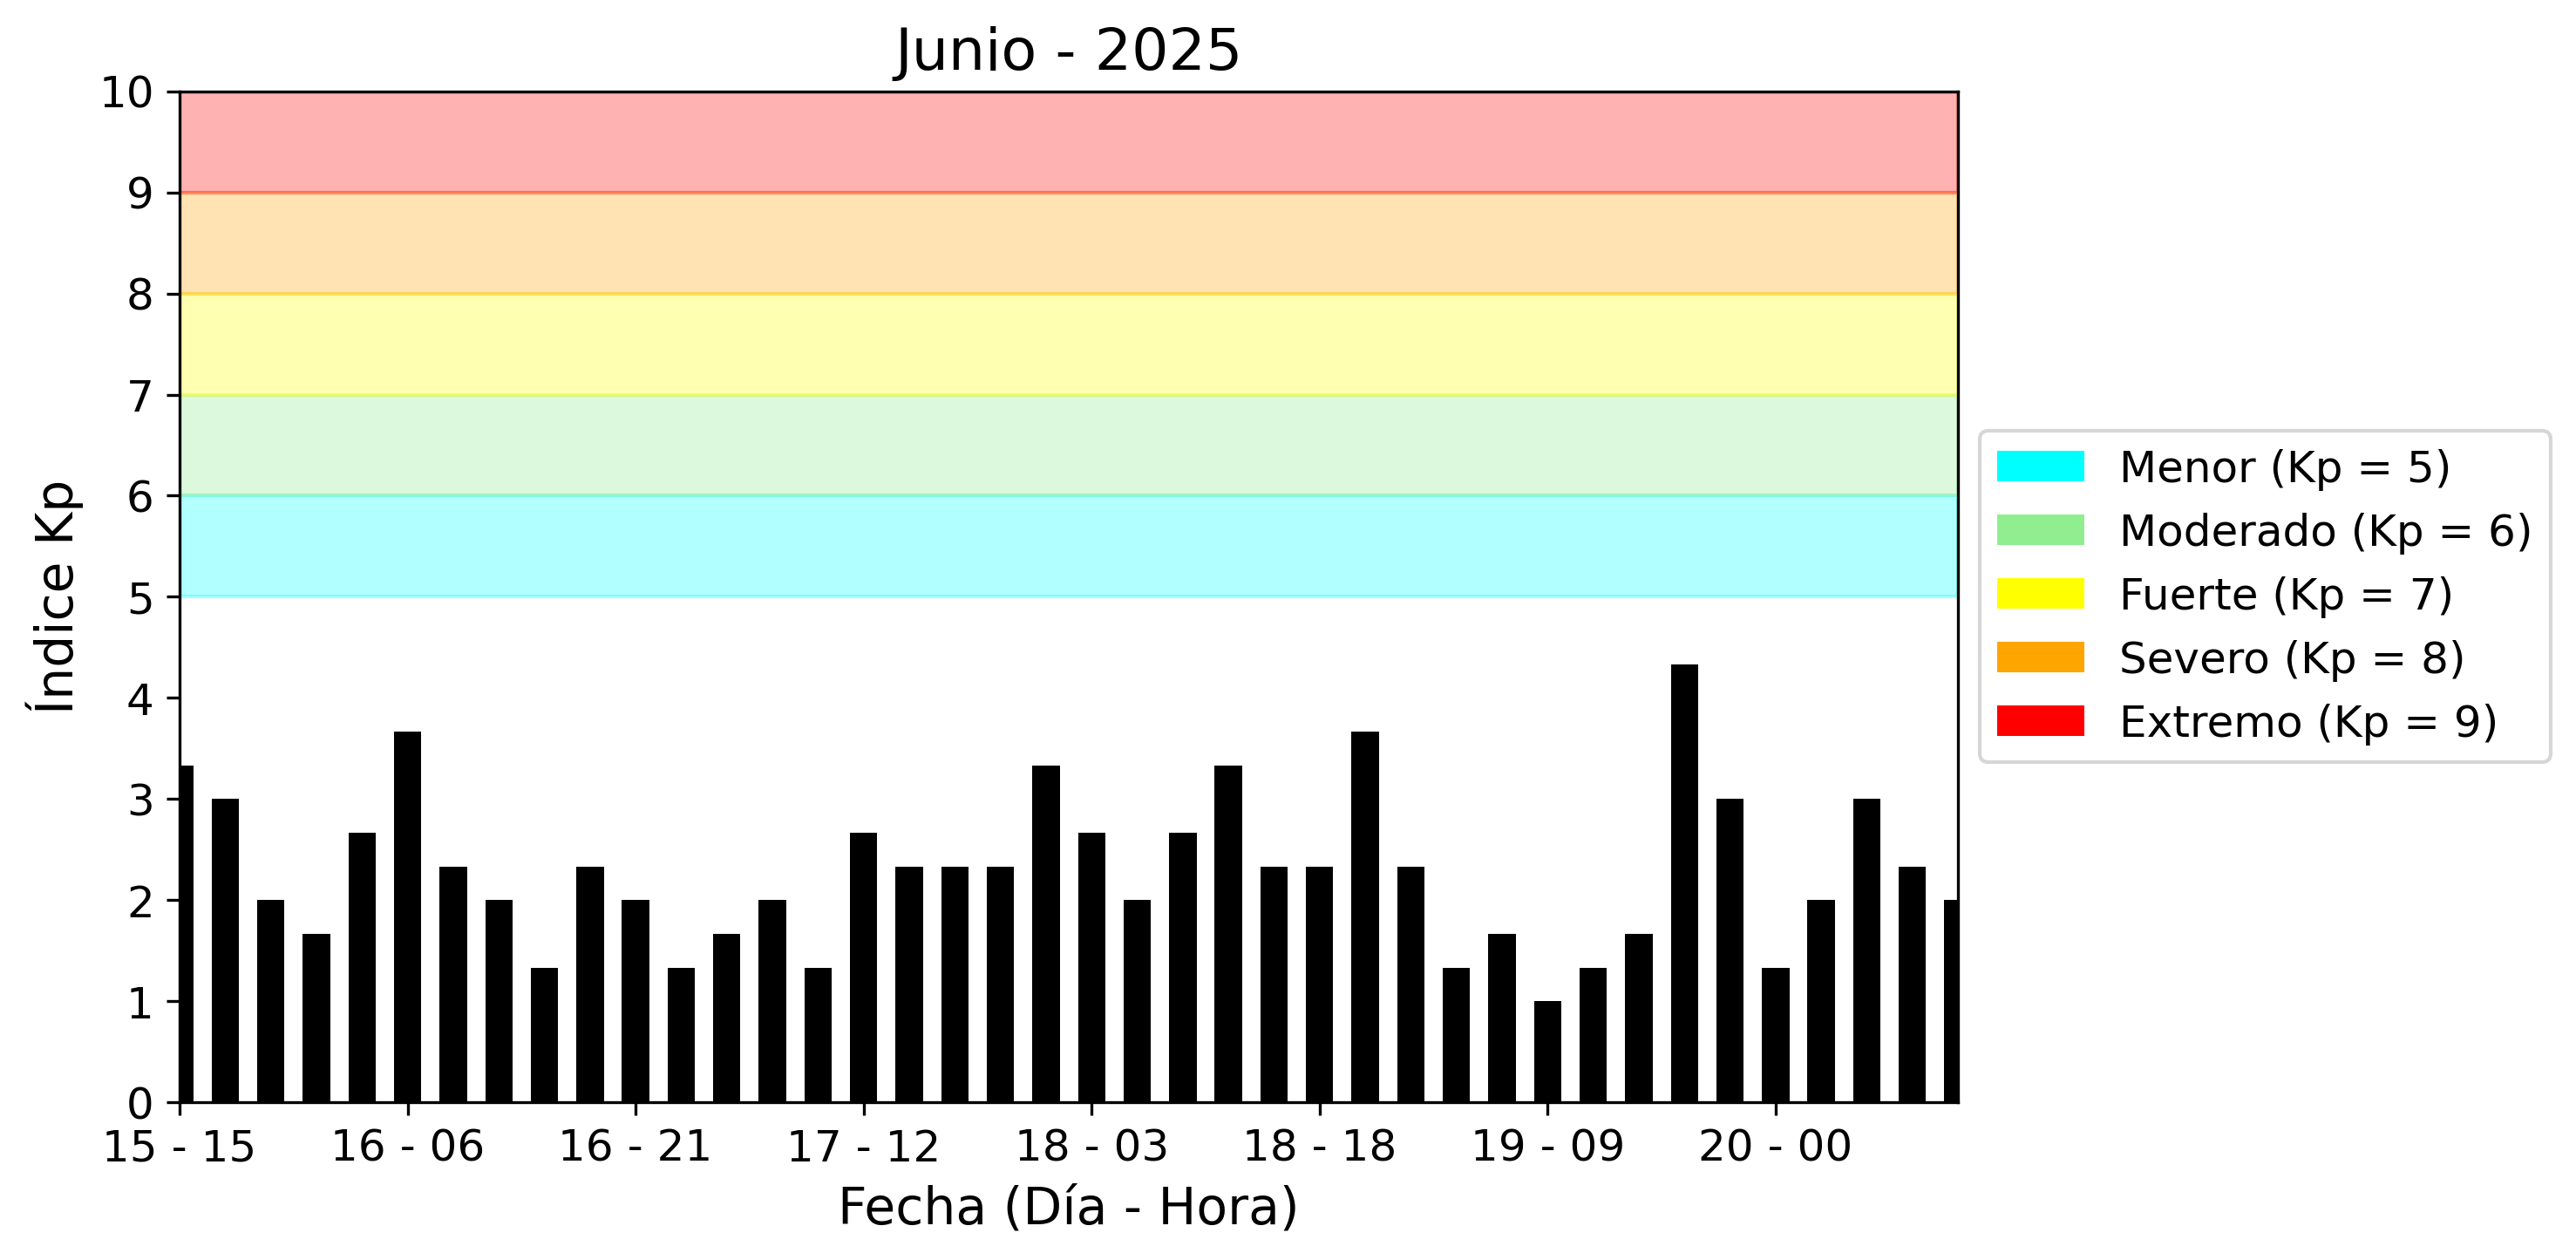 Junio - 2025
10
9
8
7
6
5
4
3
2
1
0
Índice Kp
15 - 15
16 - 06
16 - 21
17 - 12
18 - 03
18 - 18
19 - 09
20 - 00
Fecha (Día - Hora)
Menor (Kp = 5)
Moderado (Kp = 6)
Fuerte (Kp = 7)
Severo (Kp = 8)
Extremo (Kp = 9)